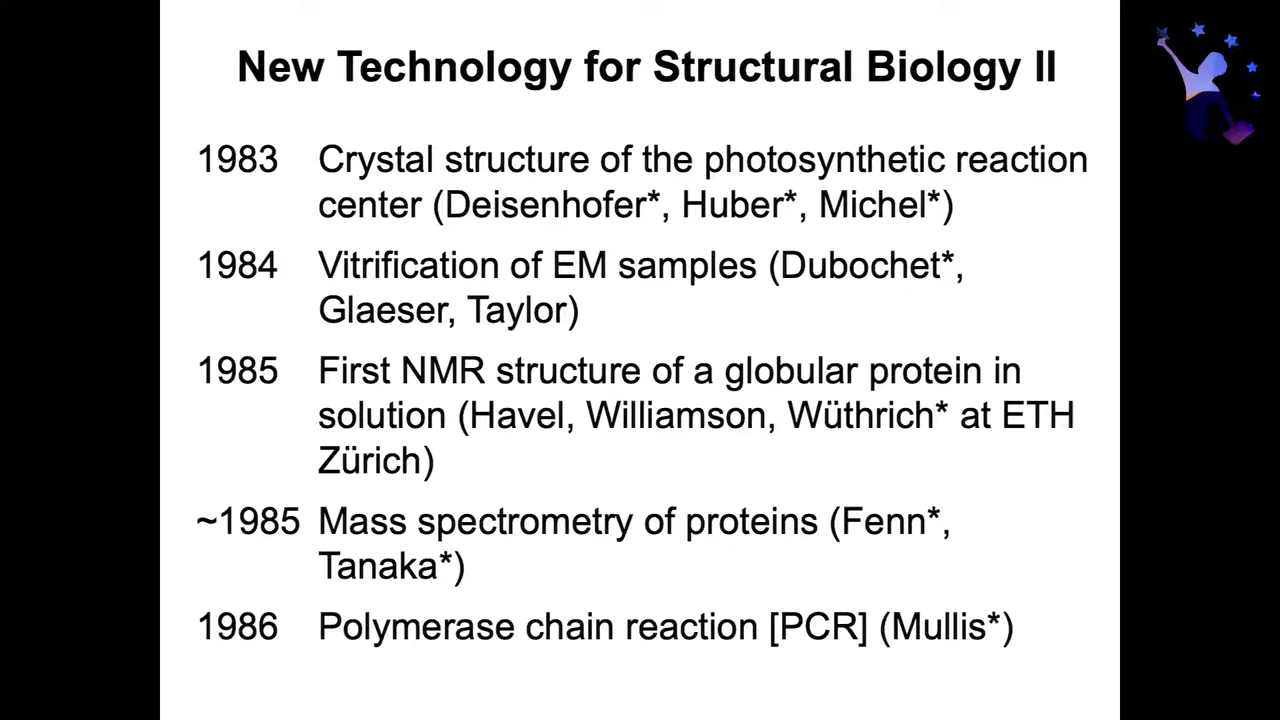 New Technology for Structural Biology II
1983 Crystal structure of the photosynthetic reaction
center (Deisenhofer*, Huber*, Michel*)
1984 Vitrification of EM samples (Dubochet*,
Glaeser, Taylor)
1985 First NMR structure of a globular protein in
solution (Havel, Williamson, Wüthrich* at ETH
Zürich)
~1985 Mass spectrometry of proteins (Fenn*,
Tanaka*)
1986 Polymerase chain reaction [PCR] (Mullis*)